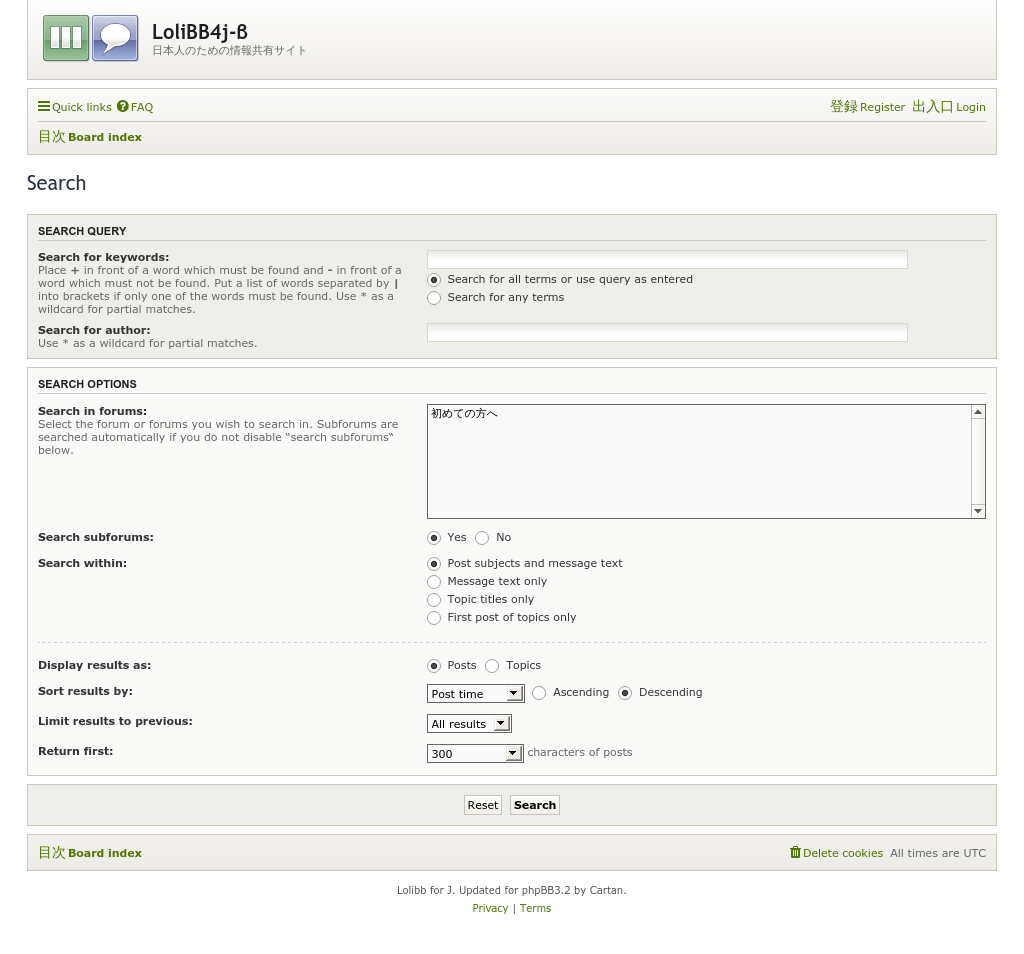 LoliBB4j-β
日本人のための情報共有サイト
Quick links FAQ 登録 Register 出入口 Login
目次 Board index
Search
SEARCH QUERY
Search for keywords:
Place + in front of a word which must be found and - in front of a
word which must not be found. Put a list of words separated by |
into brackets if only one of the words must be found. Use * as a
wildcard for partial matches.
Search for all terms or use query as entered
Search for any terms
Search for author:
Use * as a wildcard for partial matches.
SEARCH OPTIONS
Search in forums:
Select the forum or forums you wish to search in. Subforums are
searched automatically if you do not disable “search subforums“
below.
初めての方へ
Search subforums: Yes No
Search within: Post subjects and message text
Message text only
Topic titles only
First post of topics only
Display results as: Posts Topics
Sort results by: Post time Ascending Descending
Limit results to previous: All results
Return first: 300 characters of posts
Reset Search
目次 Board index Delete cookies All times are UTC
Lolibb for J. Updated for phpBB3.2 by Cartan.
Privacy | Terms